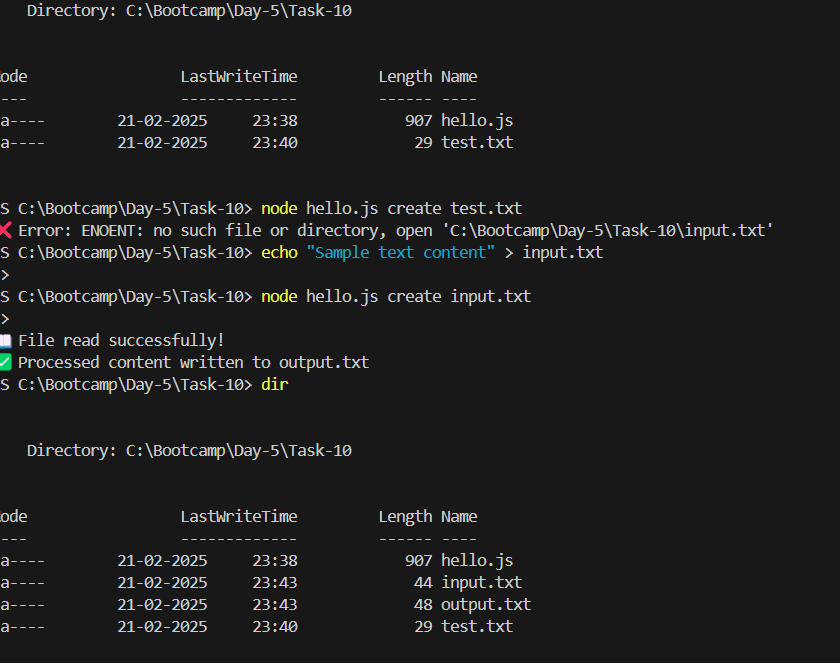 Directory: C:\Bootcamp\Day-5\Task-10
ode LastWriteTime Length Name
--- ------------- ------ ----
a---- 21-02-2025 23:38 907 hello.js
a---- 21-02-2025 23:40 29 test.txt
S C:\Bootcamp\Day-5\Task-10> node hello.js create test.txt
❌ Error: ENOENT: no such file or directory, open 'C:\Bootcamp\Day-5\Task-10\input.txt'
S C:\Bootcamp\Day-5\Task-10> echo "Sample text content" > input.txt
>
S C:\Bootcamp\Day-5\Task-10> node hello.js create input.txt
>
📖 File read successfully!
✅ Processed content written to output.txt
S C:\Bootcamp\Day-5\Task-10> dir
Directory: C:\Bootcamp\Day-5\Task-10
ode LastWriteTime Length Name
--- ------------- ------ ----
a---- 21-02-2025 23:38 907 hello.js
a---- 21-02-2025 23:43 44 input.txt
a---- 21-02-2025 23:43 48 output.txt
a---- 21-02-2025 23:40 29 test.txt